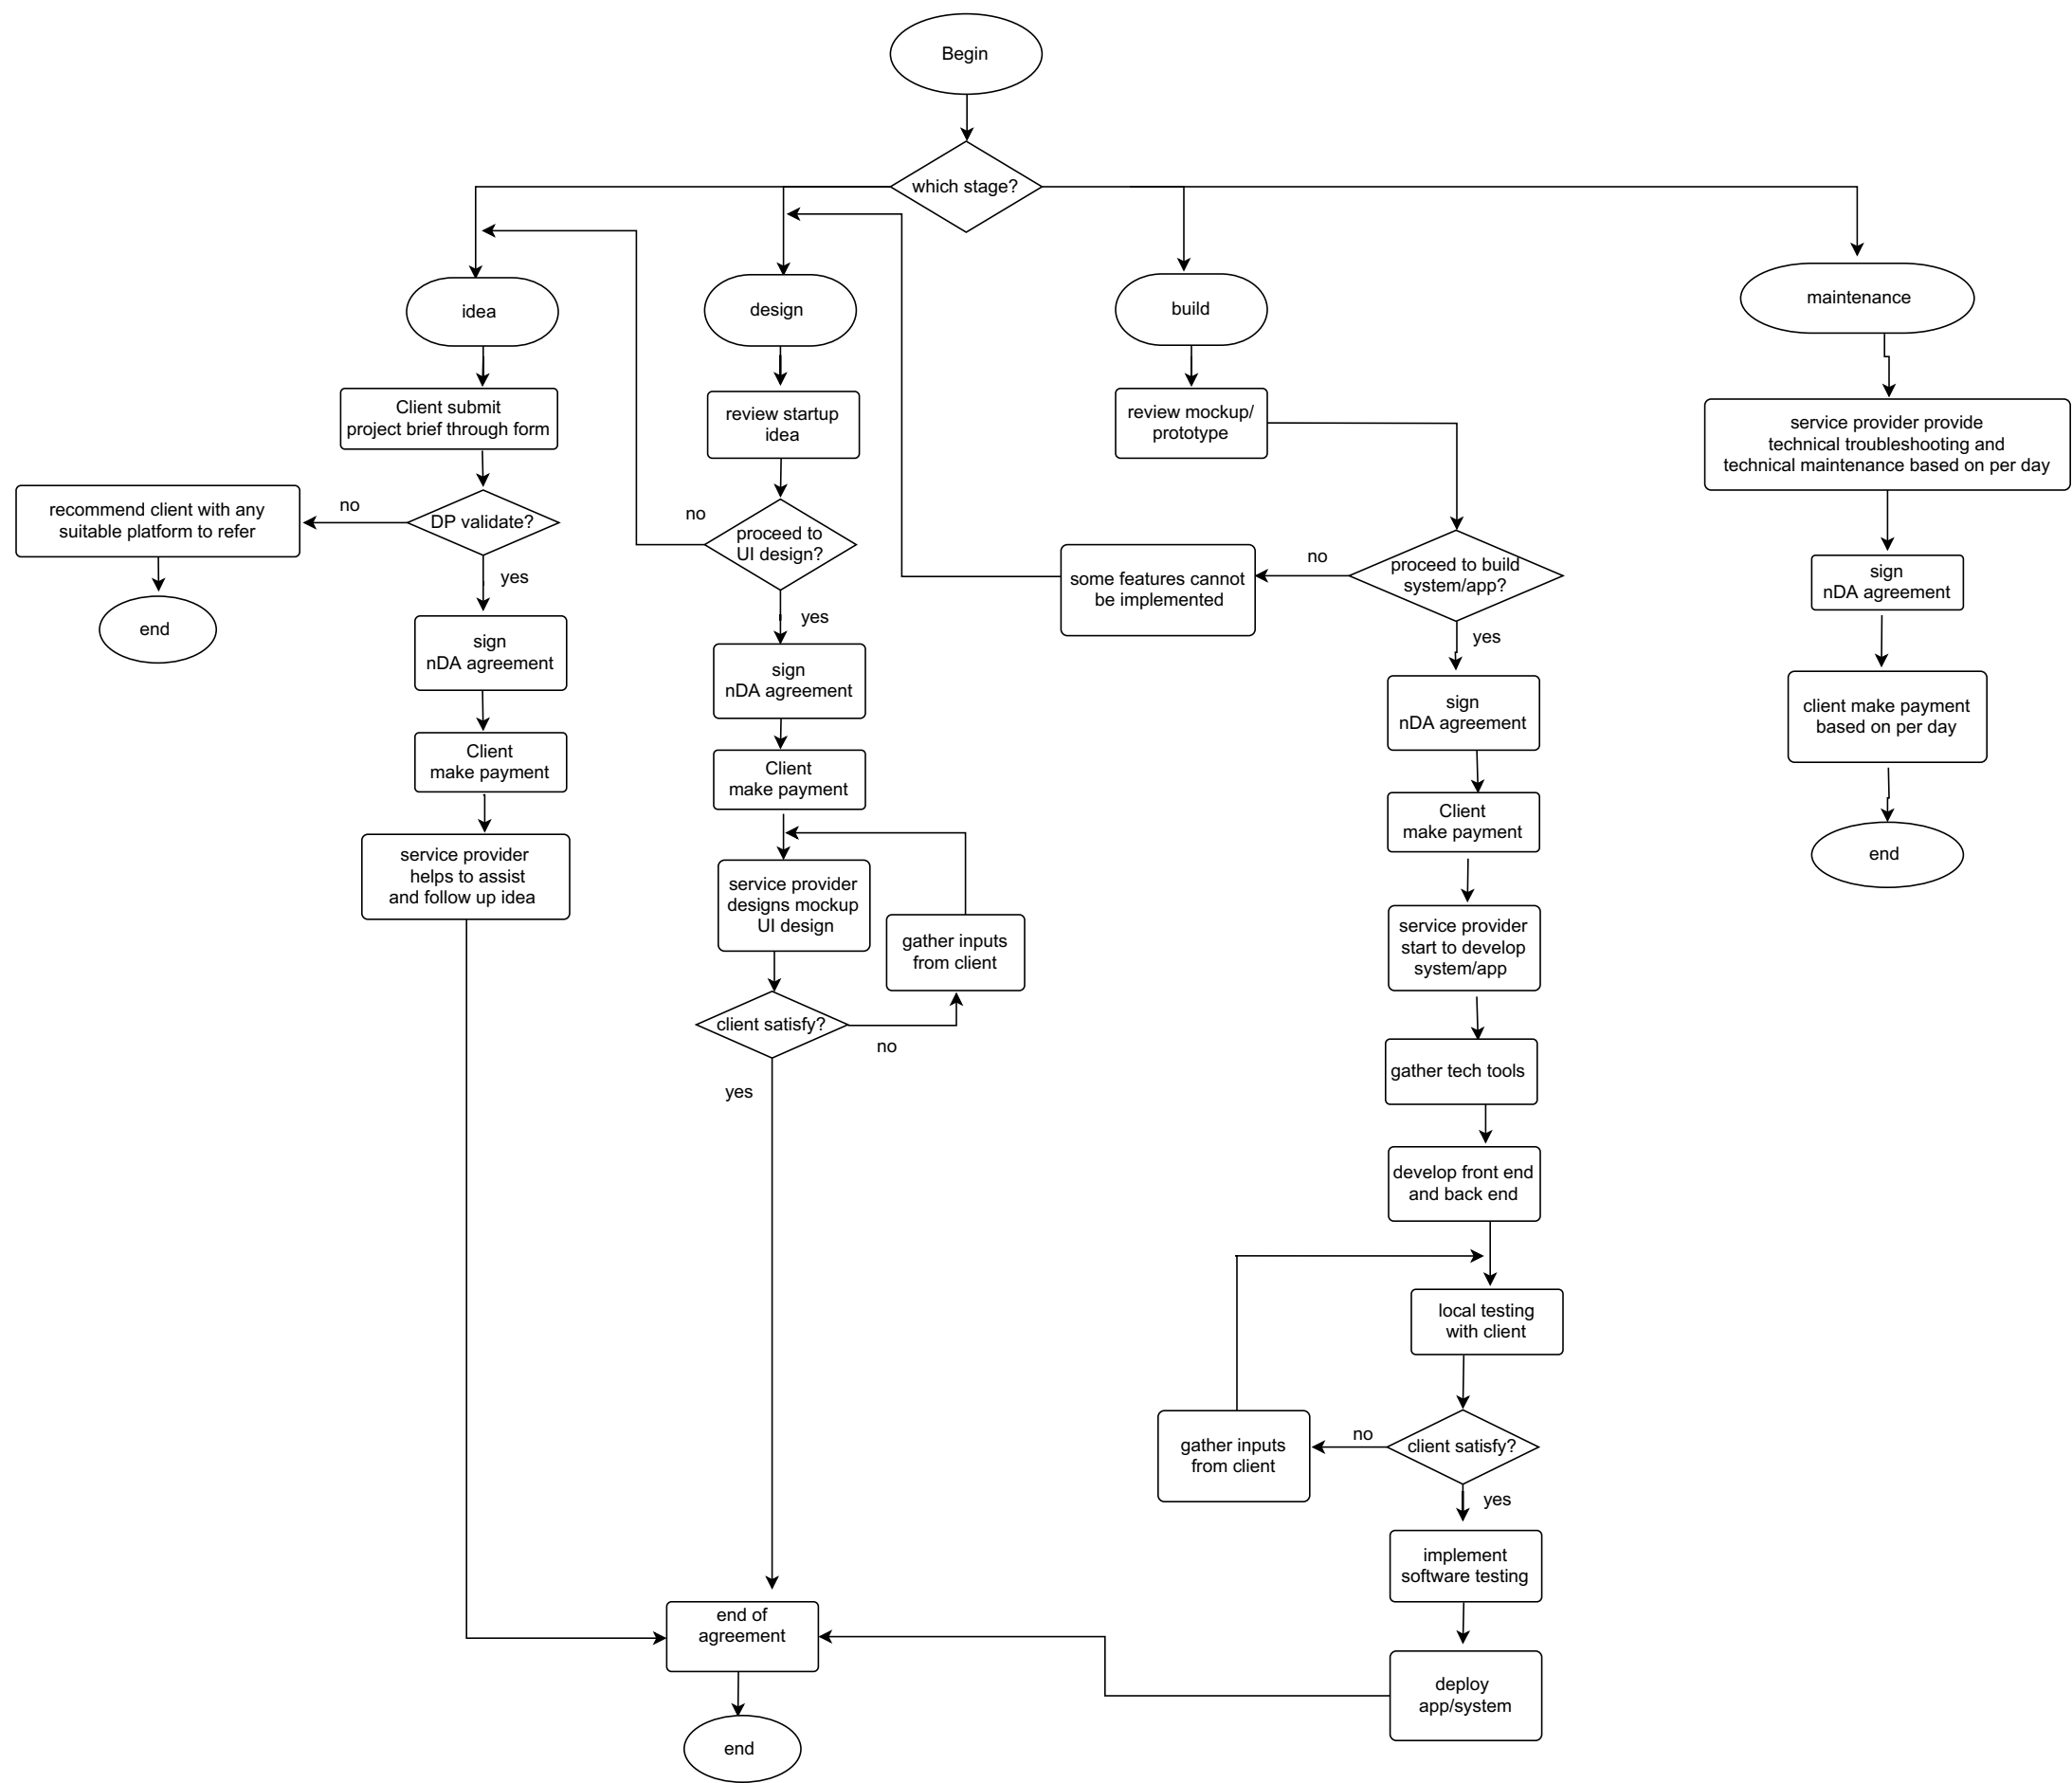 Begin
which stage?
idea
design
build
maintenance
Client submit
project brief through form
review startup
idea
review mockup/
prototype
service provider provide
technical troubleshooting and
technical maintenance based on per day
recommend client with any
suitable platform to refer
no
DP validate?
yes
end
no
proceed to
UI design?
yes
some features cannot
be implemented
no
proceed to build
system/app?
yes
sign
nDA agreement
sign
nDA agreement
sign
nDA agreement
sign
nDA agreement
Client
make payment
Client
make payment
Client
make payment
client make payment
based on per day
end
service provider
helps to assist
and follow up idea
service provider
designs mockup
UI design
gather inputs
from client
client satisfy?
no
yes
service provider
start to develop
system/app
gather tech tools
develop front end
and back end
local testing
with client
gather inputs
from client
no
client satisfy?
yes
implement
software testing
deploy
app/system
end of
agreement
end